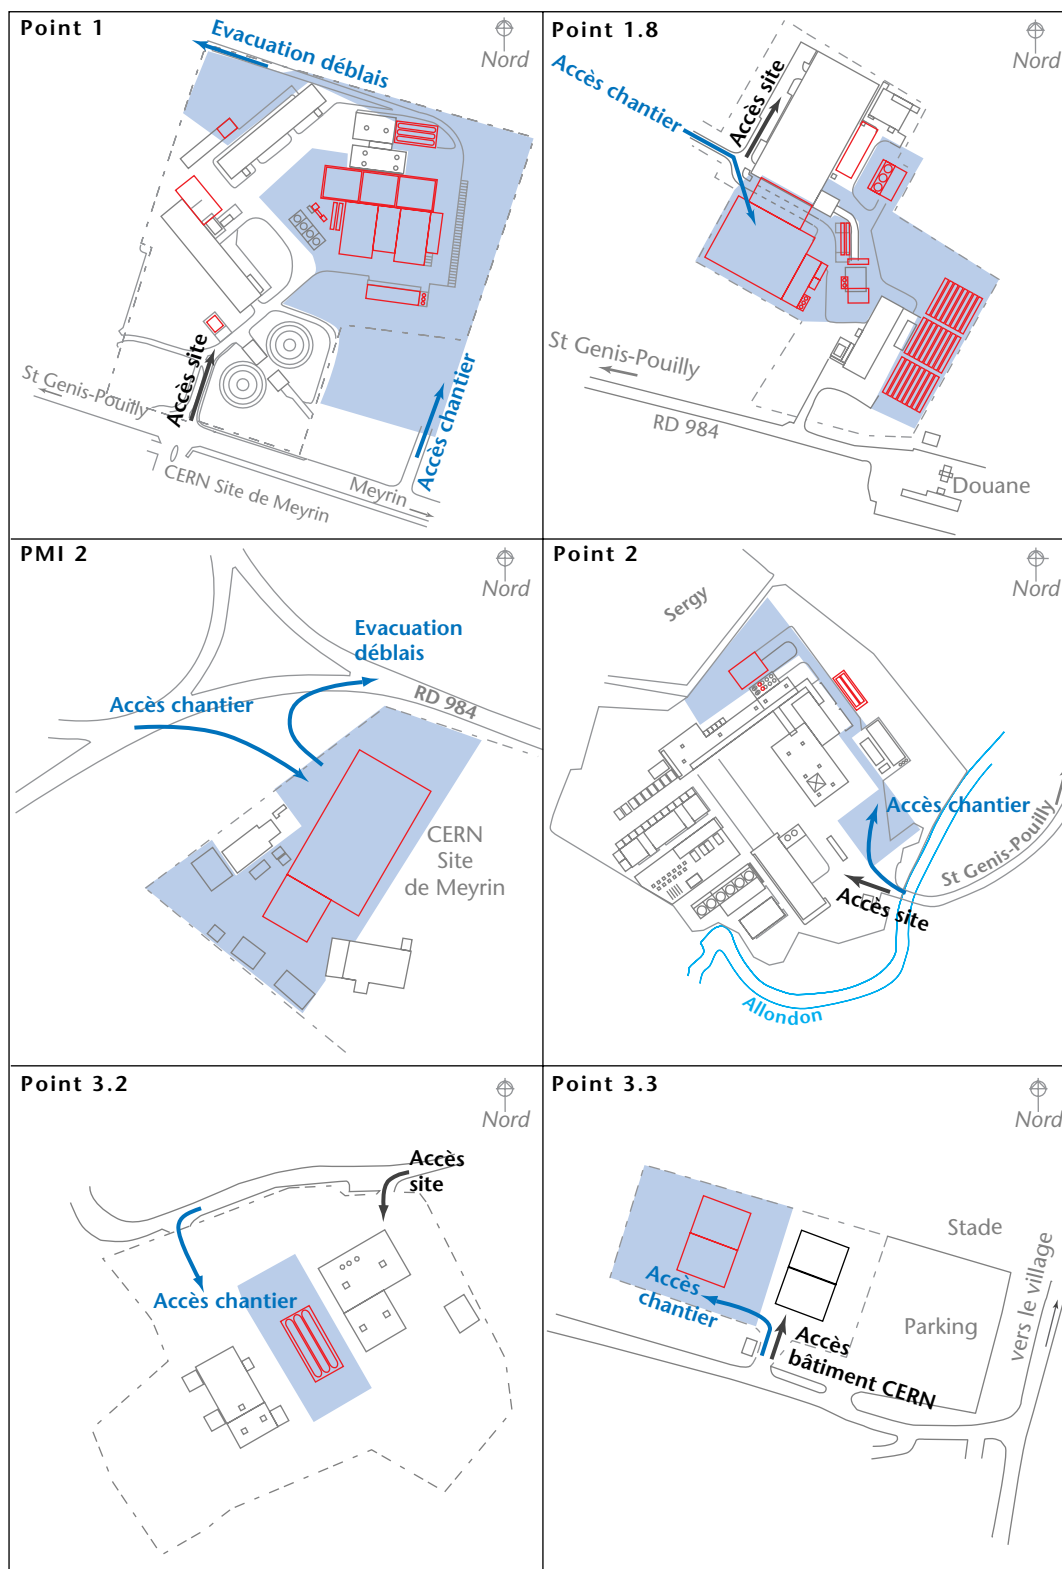 Point 1
Nord
Evacuation déblais
Accès site
St Genis-Pouilly
CERN Site de Meyrin
Meyrin
Accès chantier
Point 1.8
Nord
Accès chantier
Accès site
St Genis-Pouilly
RD 984
Douane
PMI 2
Nord
Evacuation
déblais
Accès chantier
RD 984
CERN
Site
de Meyrin
Point 2
Nord
Sergy
Accès chantier
St Genis-Pouilly
Accès site
Allondon
Point 3.2
Nord
Accès
site
Accès chantier
Point 3.3
Nord
Stade
vers le village
Accès
chantier
Parking
Accès
bâtiment CERN